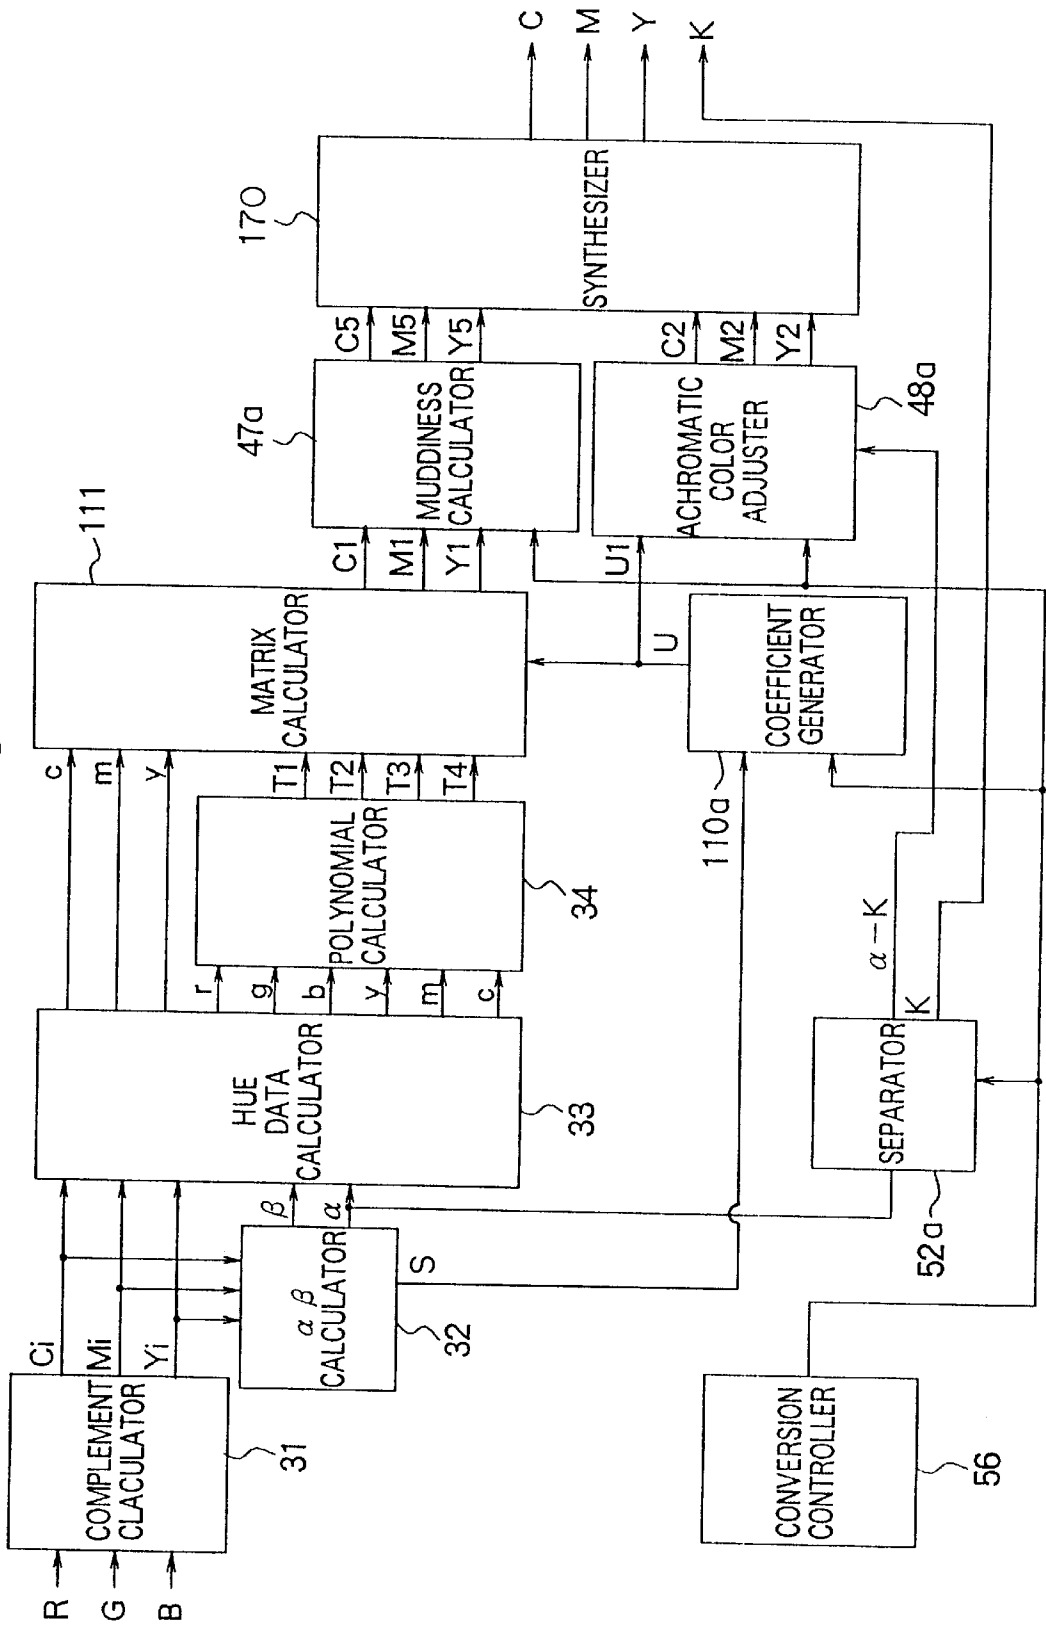 R
G
B
COMPLEMENT
CLACULATOR
31
Ci
Mi
Yi
α β
CALCULATOR
32
β
α
S
HUE
DATA
CALCULATOR
33
c
m
y
r
g
b
y
m
c
POLYNOMIAL
CALCULATOR
34
T1
T2
T3
T4
MATRIX
CALCULATOR
111
C1
M1
Y1
MUDDINESS
CALCULATOR
47a
C5
M5
Y5
ACHROMATIC
COLOR
ADJUSTER
48a
U1
U
C2
M2
Y2
SYNTHESIZER
170
C
M
Y
K
COEFFICIENT
GENERATOR
110a
SEPARATOR
52a
α–K
K
CONVERSION
CONTROLLER
56